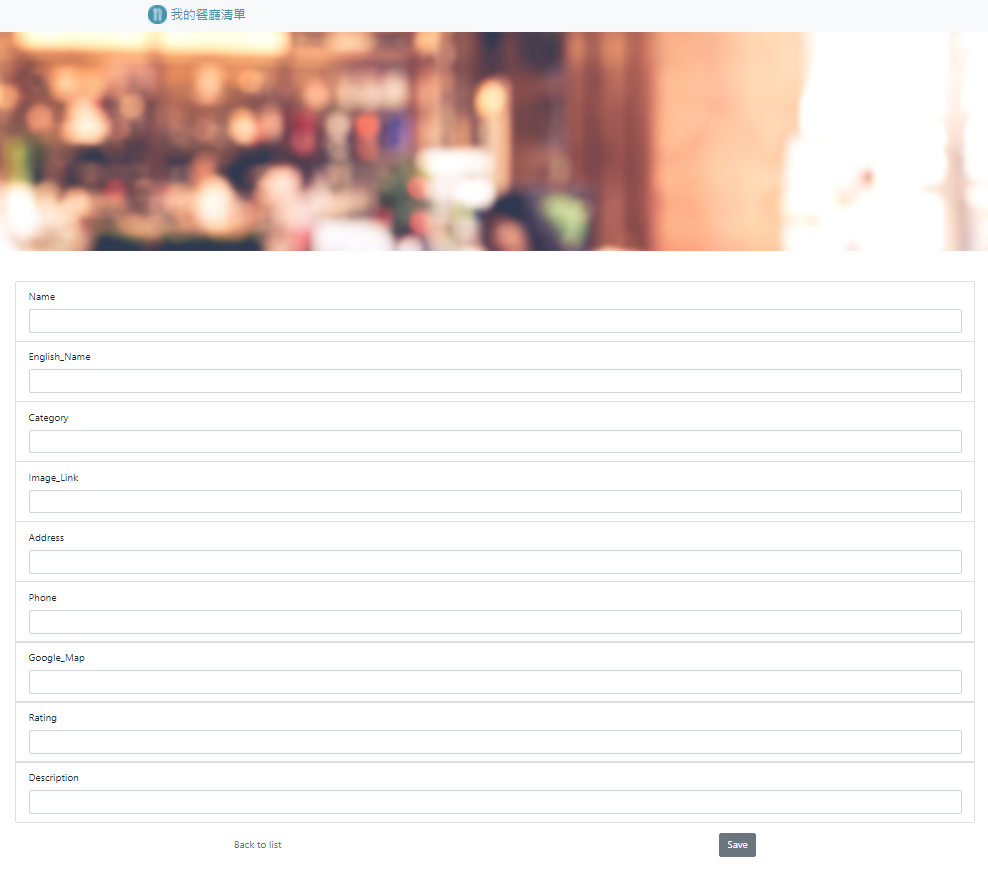 我的餐廳清單
Name
English_Name
Category
Image_Link
Address
Phone
Google_Map
Rating
Description
Back to list
Save